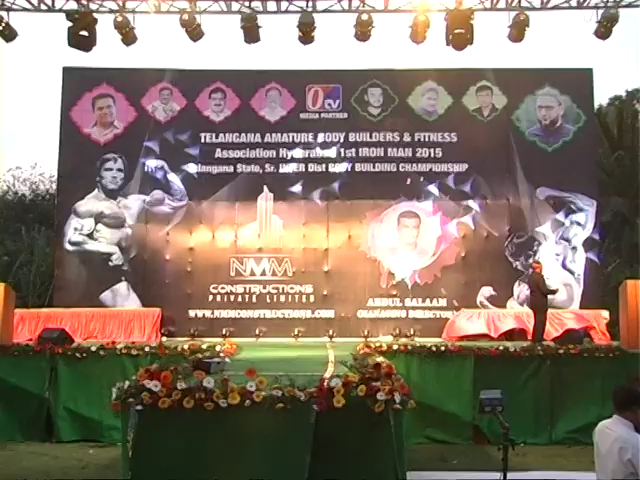 OTV
MEDIA PARTNER
TELANGANA AMATURE BODY BUILDERS & FITNESS
Association Hyderabad 1st IRON MAN 2015
Telangana State, Sr. INTER Dist BODY BUILDING CHAMPIONSHIP
NMM
CONSTRUCTIONS
PRIVATE LIMITED
WWW.NMMCONSTRUCTIONS.COM
ABDUL SALAAM
(MANAGING DIRECTOR)